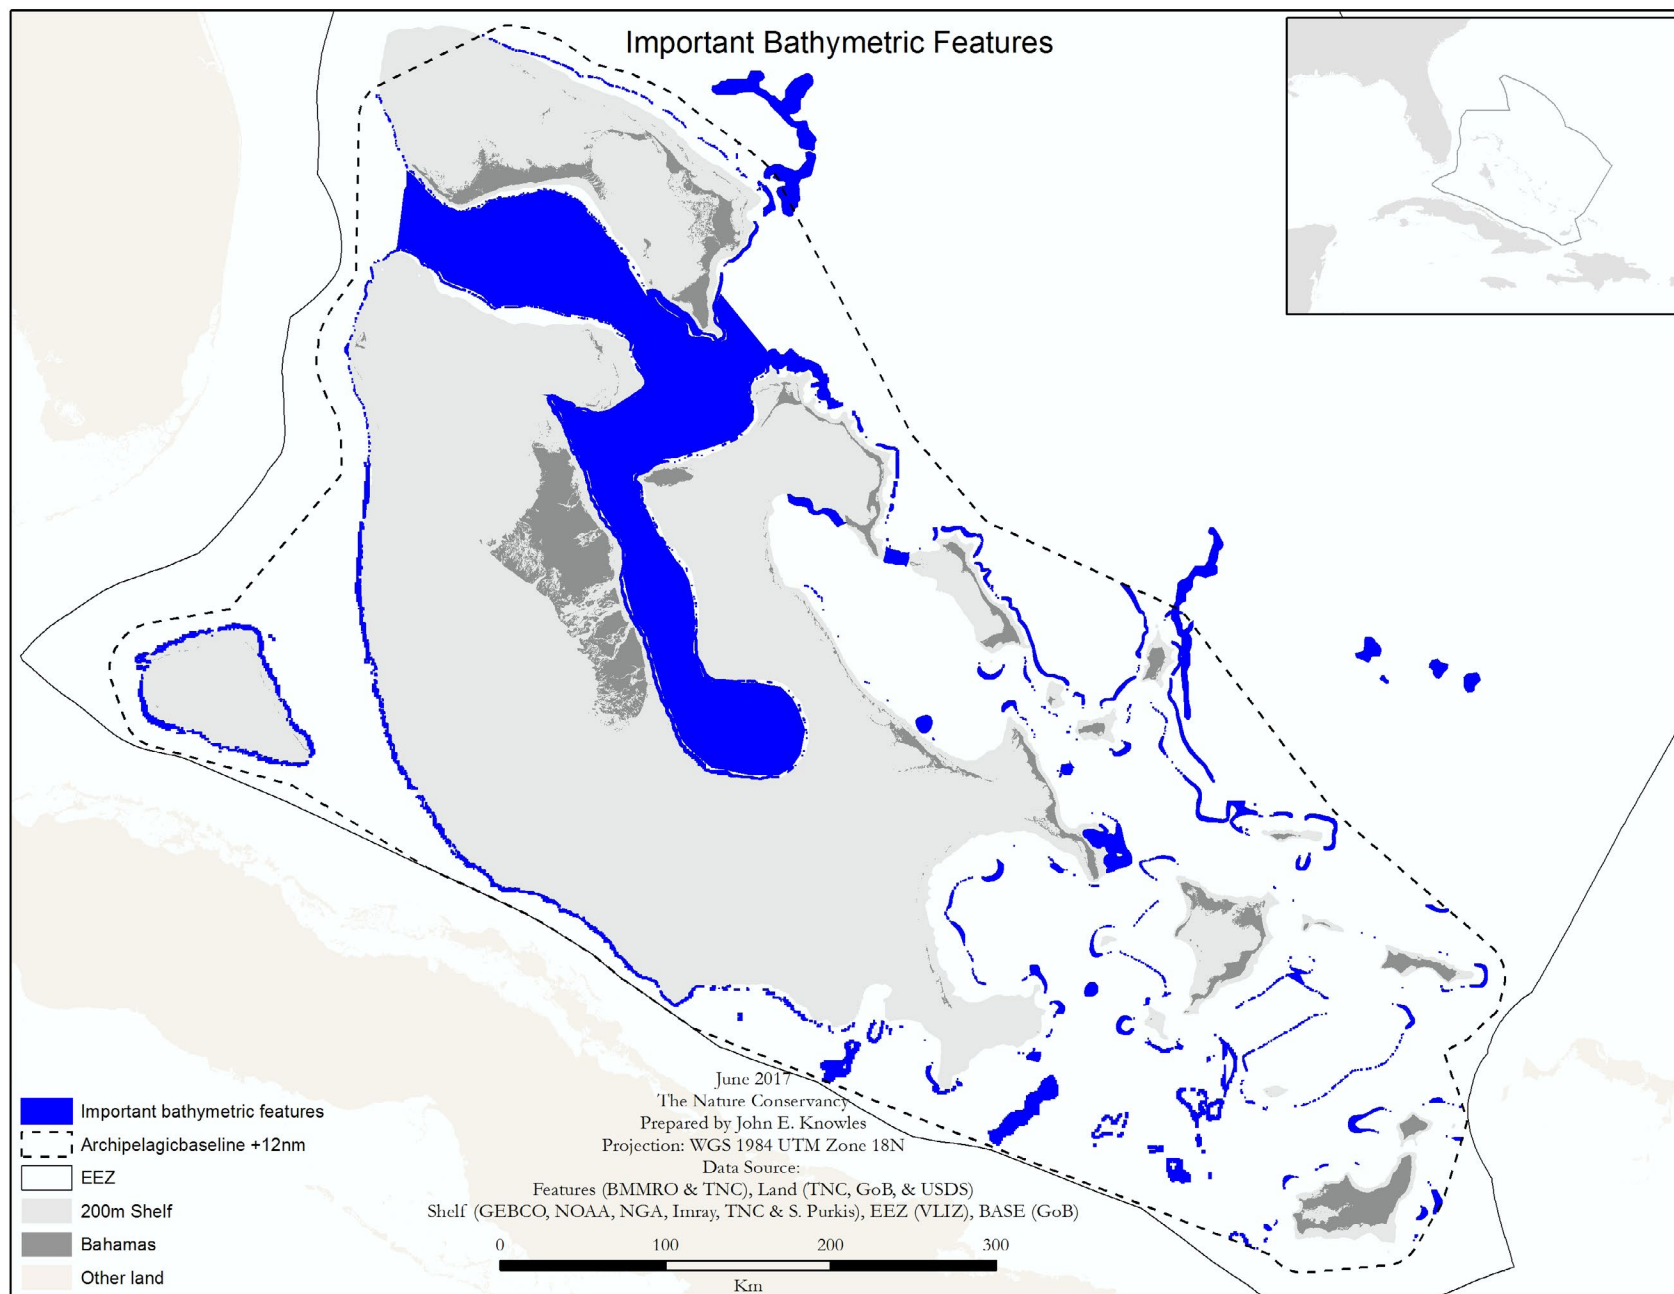 Important Bathymetric Features
Important bathymetric features
Archipelagicbaseline +12nm
EEZ
200m Shelf
Bahamas
Other land
June 2017
The Nature Conservancy
Prepared by John E. Knowles
Projection: WGS 1984 UTM Zone 18N
Data Source:
Features (BMMRO & TNC), Land (TNC, GoB, & USDS)
Shelf (GEBCO, NOAA, NGA, Imray, TNC & S. Purkis), EEZ (VLIZ), BASE (GoB)
0 100 200 300
Km